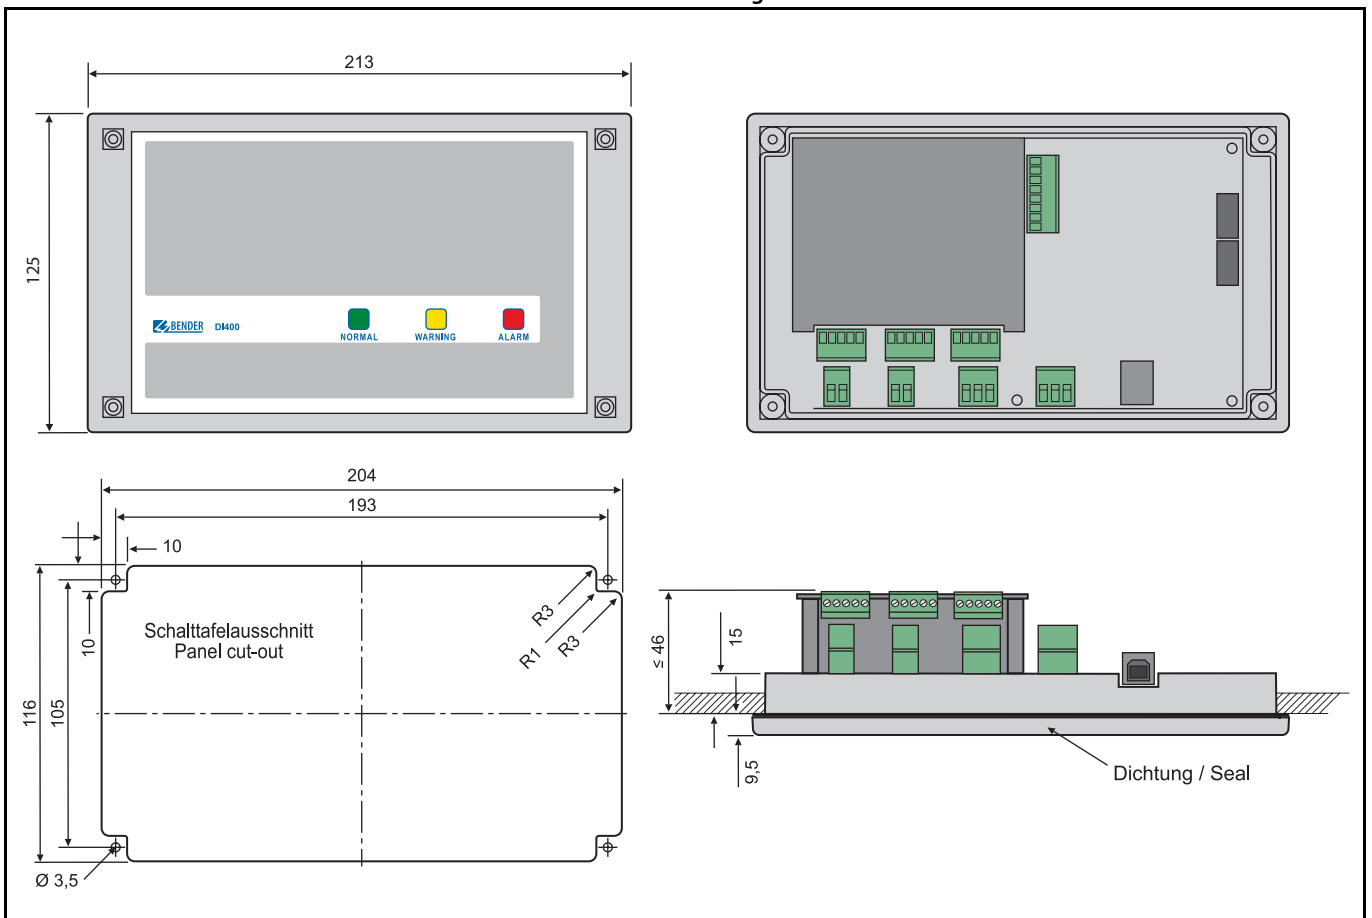 213
125
BENDER DI400
NORMAL WARNING ALARM
204
193
10
10
R3
R1
R3
Schalttafelausschnitt
Panel cut-out
116
105
Ø 3,5
≤ 46
15
9,5
Dichtung / Seal